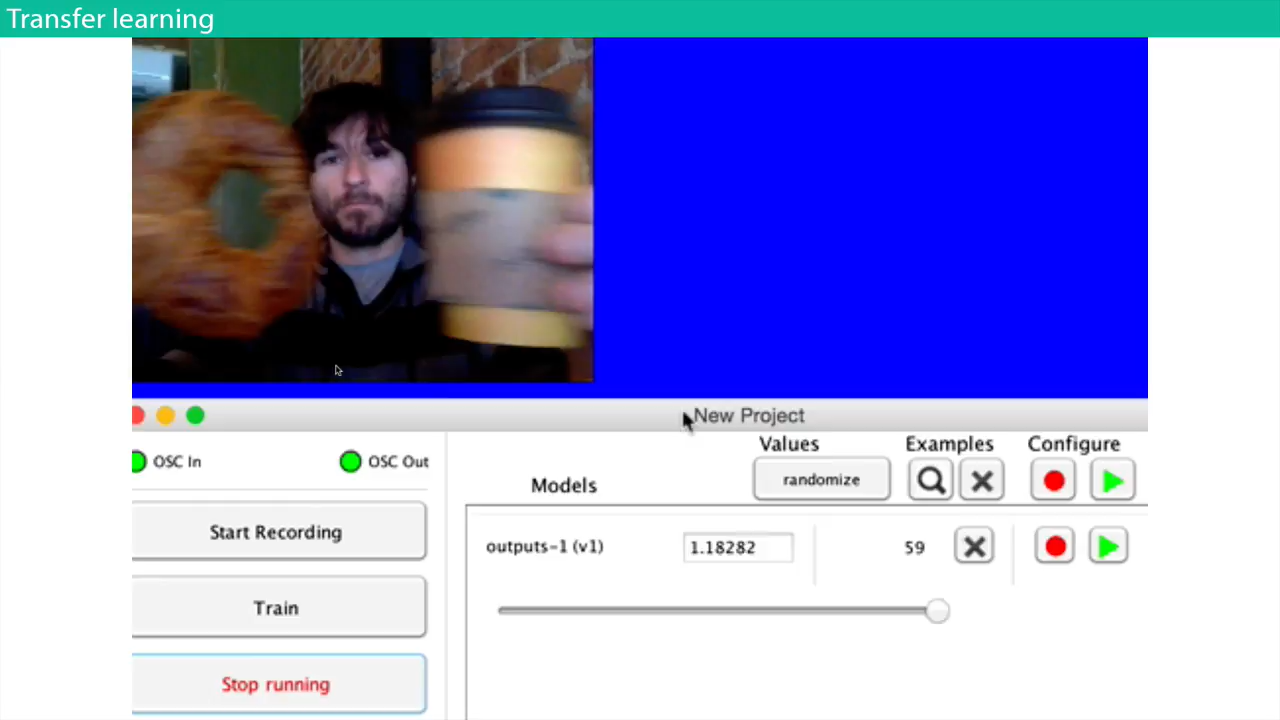 Transfer learning
New Project
OSC In
OSC Out
Values
Examples
Configure
Models
randomize
Start Recording
outputs-1 (v1)
1.18282
59
Train
Stop running